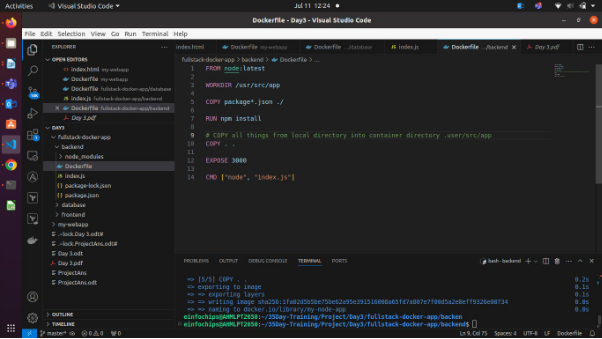 Activities
Visual Studio Code
Jul 11 12:24
Dockerfile - Day3 - Visual Studio Code
File Edit Selection View Go Run Terminal Help
EXPLORER
OPEN EDITORS
index.html my-webapp
Dockerfile my-webapp
Dockerfile fullstack-docker-app/database
index.js fullstack-docker-app/backend
Dockerfile fullstack-docker-app/backend
Day 3.pdf
DAY3
fullstack-docker-app
backend
node_modules
Dockerfile
index.js
package-lock.json
package.json
database
frontend
my-webapp
.~lock.Day 3.odt#
.~lock.ProjectAns.odt#
Day 3.odt
Day 3.pdf
ProjectAns
ProjectAns.odt
OUTLINE
TIMELINE
index.html
Dockerfile my-webapp
Dockerfile .../database
index.js
Dockerfile .../backend
Day 3.pdf
fullstack-docker-app > backend > Dockerfile > ...
1 FROM node:latest
2
3 WORKDIR /usr/src/app
4
5 COPY package*.json ./
6
7 RUN npm install
8
9 # COPY all things from local directory into container directory .user/src/app
10 COPY . .
11
12 EXPOSE 3000
13
14 CMD ["node", "index.js"]
PROBLEMS OUTPUT DEBUG CONSOLE TERMINAL PORTS
bash - backend
=> [5/5] COPY . . 0.2s
=> exporting to image 0.1s
=> => exporting layers 0.1s
=> => writing image 0.0s
=> => naming to docker.io/library/my-node-app 0.0s
einfochips@AHMLPT2050:~/35Day-Training/Project/Day3/fullstack-docker-app/backen
einfochips@AHMLPT2050:~/35Day-Training/Project/Day3/fullstack-docker-app/backend$
master*
0 0
0
Ln 9, Col 75 Spaces: 4 UTF-8 LF Dockerfile